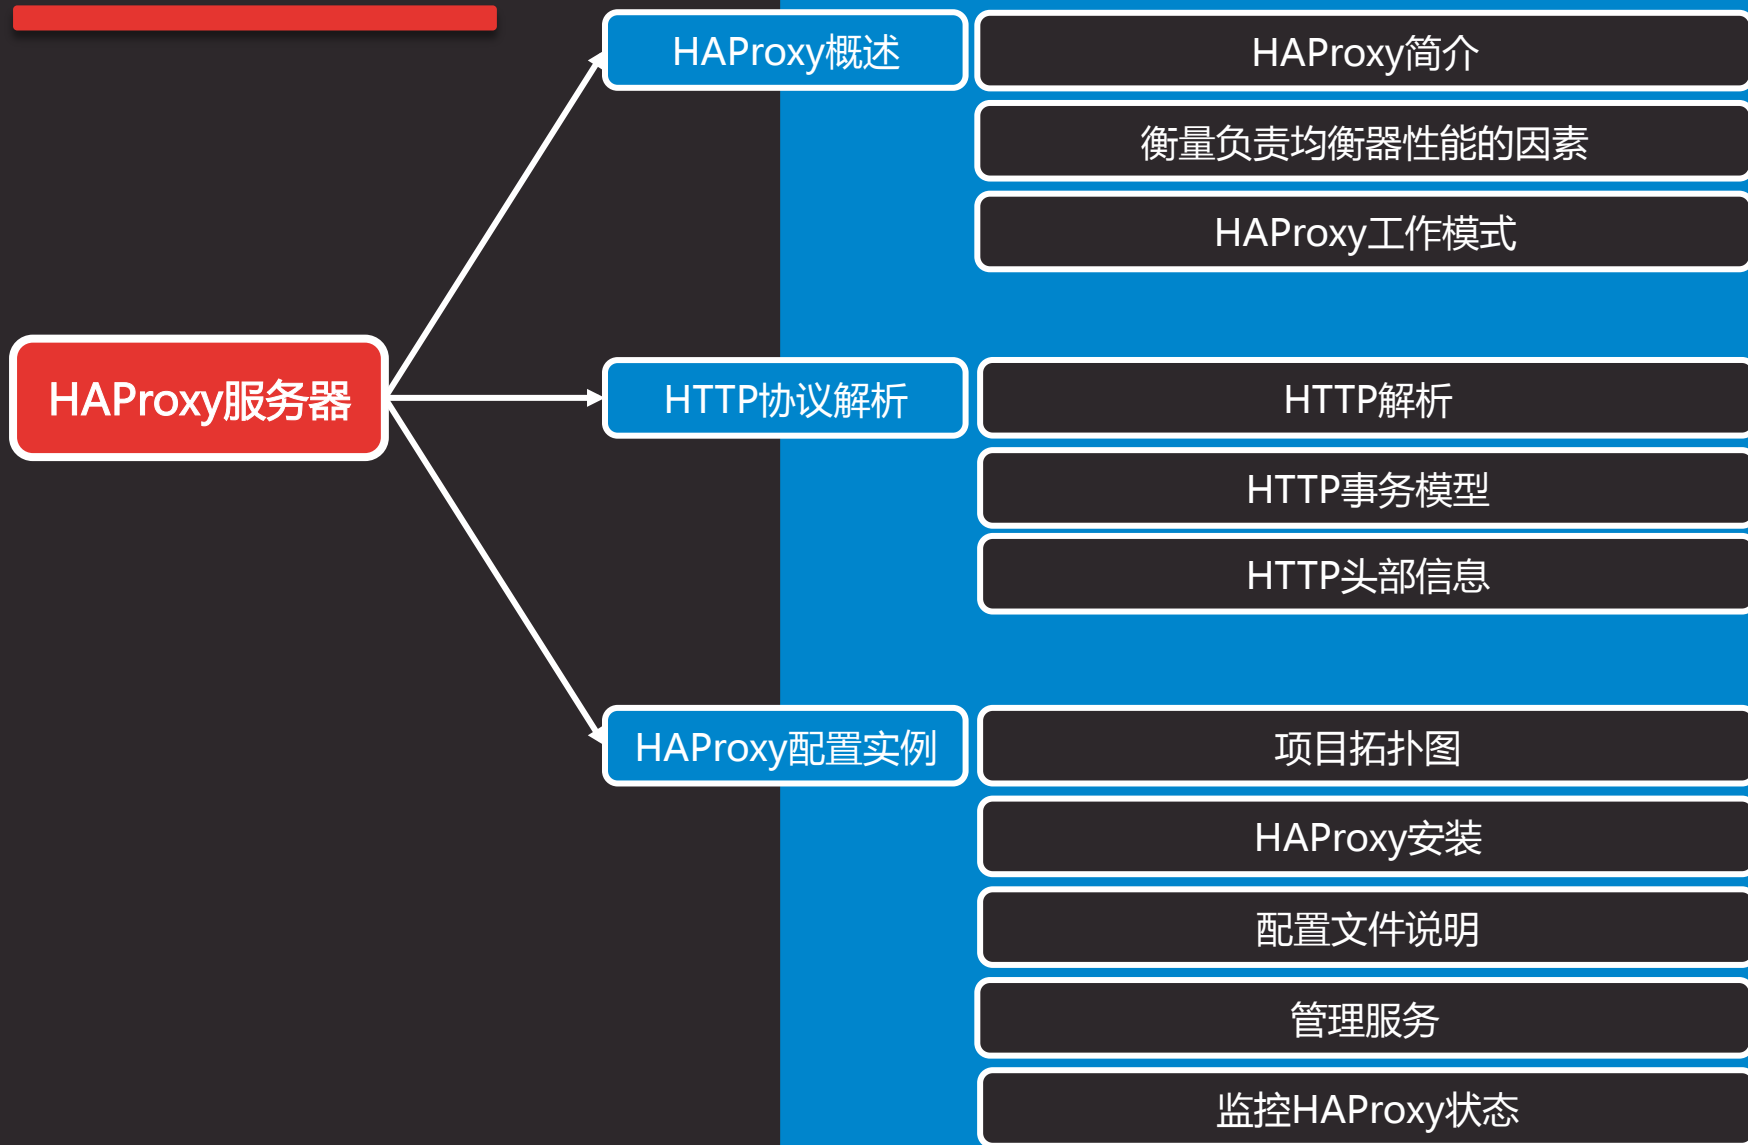 HAProxy服务器
HAProxy概述
HAProxy简介
衡量负责均衡器性能的因素
HAProxy工作模式
HTTP协议解析
HTTP解析
HTTP事务模型
HTTP头部信息
HAProxy配置实例
项目拓扑图
HAProxy安装
配置文件说明
管理服务
监控HAProxy状态